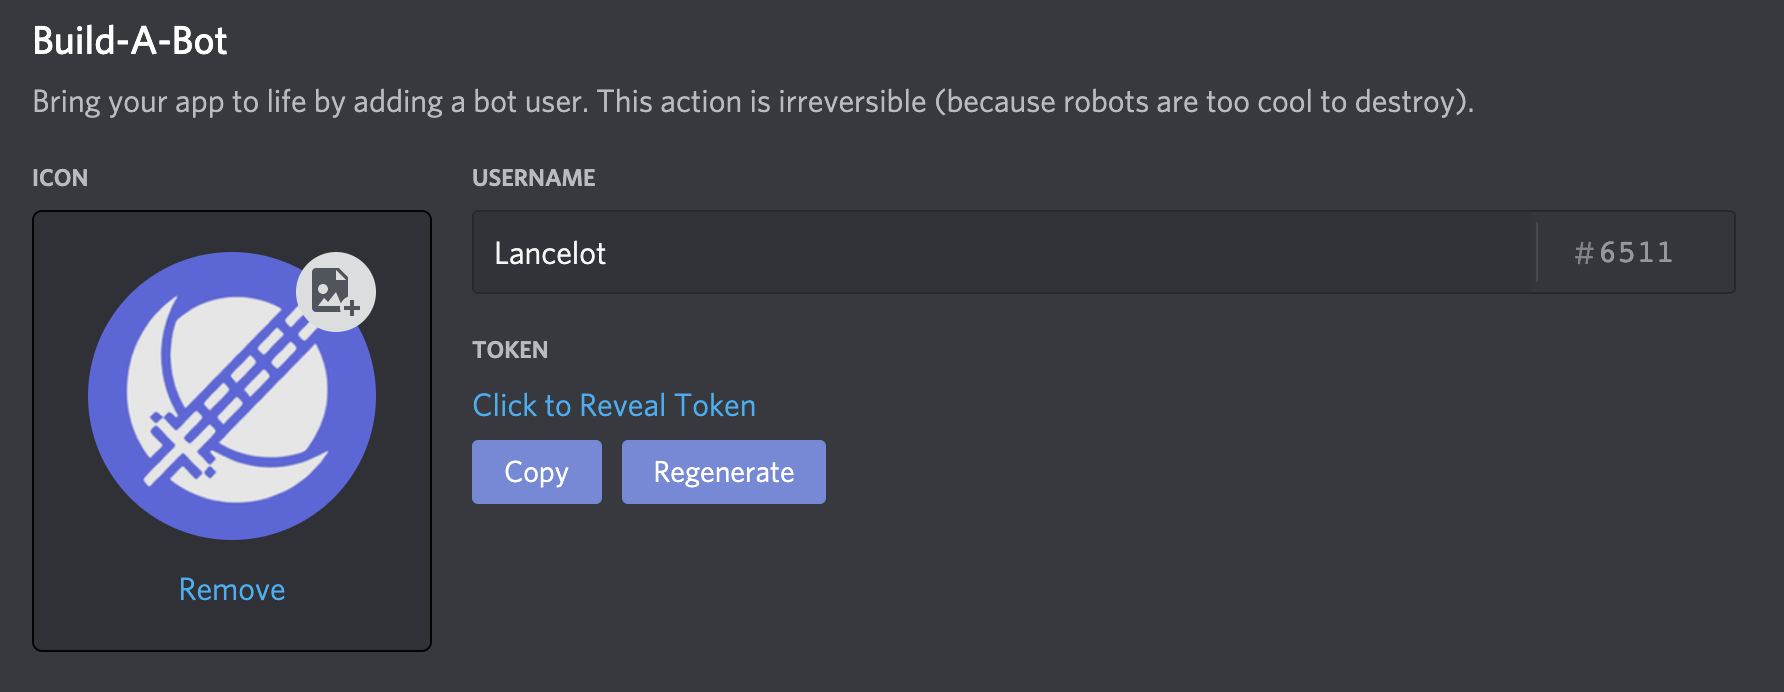 Build-A-Bot
Bring your app to life by adding a bot user. This action is irreversible (because robots are too cool to destroy).
ICON
Remove
USERNAME
Lancelot #6511
TOKEN
Click to Reveal Token
Copy Regenerate